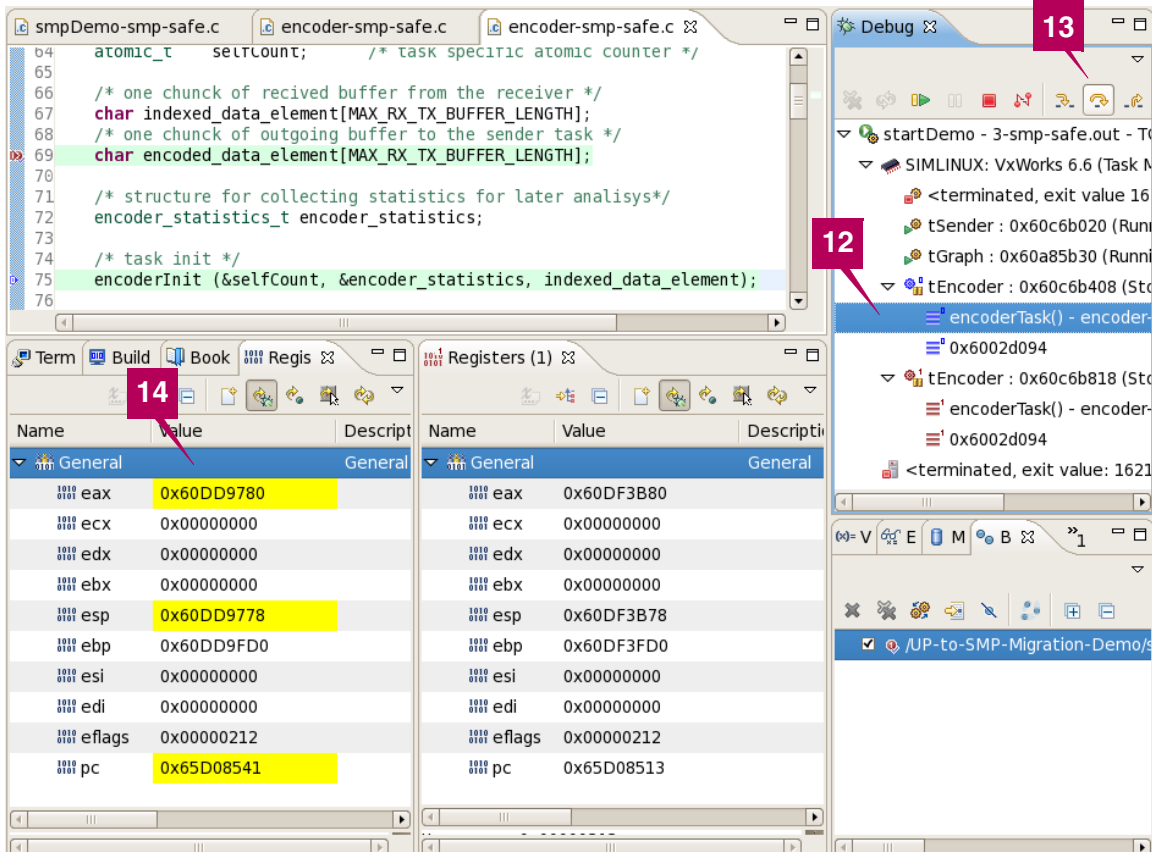 smpDemo-smp-safe.c
encoder-smp-safe.c
encoder-smp-safe.c
64 atomic_t selfCount; /* task specific atomic counter */
65
66 /* one chunck of recived buffer from the receiver */
67 char indexed_data_element[MAX_RX_TX_BUFFER_LENGTH];
68 /* one chunck of outgoing buffer to the sender task */
69 char encoded_data_element[MAX_RX_TX_BUFFER_LENGTH];
70
71 /* structure for collecting statistics for later analisys*/
72 encoder_statistics_t encoder_statistics;
73
74 /* task init */
75 encoderInit (&selfCount, &encoder_statistics, indexed_data_element);
76
Debug
13
startDemo - 3-smp-safe.out - T
SIMLINUX: VxWorks 6.6 (Task
<terminated, exit value 16
tSender : 0x60c6b020 (Run
tGraph : 0x60a85b30 (Runni
12
tEncoder : 0x60c6b408 (Sto
encoderTask() - encoder-
0x6002d094
tEncoder : 0x60c6b818 (Sto
encoderTask() - encoder-
0x6002d094
<terminated, exit value: 1621
Term Build Book Regis
14
Name Value Descript
General General
eax 0x60DD9780
ecx 0x00000000
edx 0x00000000
ebx 0x00000000
esp 0x60DD9778
ebp 0x60DD9FD0
esi 0x00000000
edi 0x00000000
eflags 0x00000212
pc 0x65D08541
Registers (1)
Name Value Descripti
General General
eax 0x60DF3B80
ecx 0x00000000
edx 0x00000000
ebx 0x00000000
esp 0x60DF3B78
ebp 0x60DF3FD0
esi 0x00000000
edi 0x00000000
eflags 0x00000212
pc 0x65D08513
(x)= V E M B »1
/UP-to-SMP-Migration-Demo/s